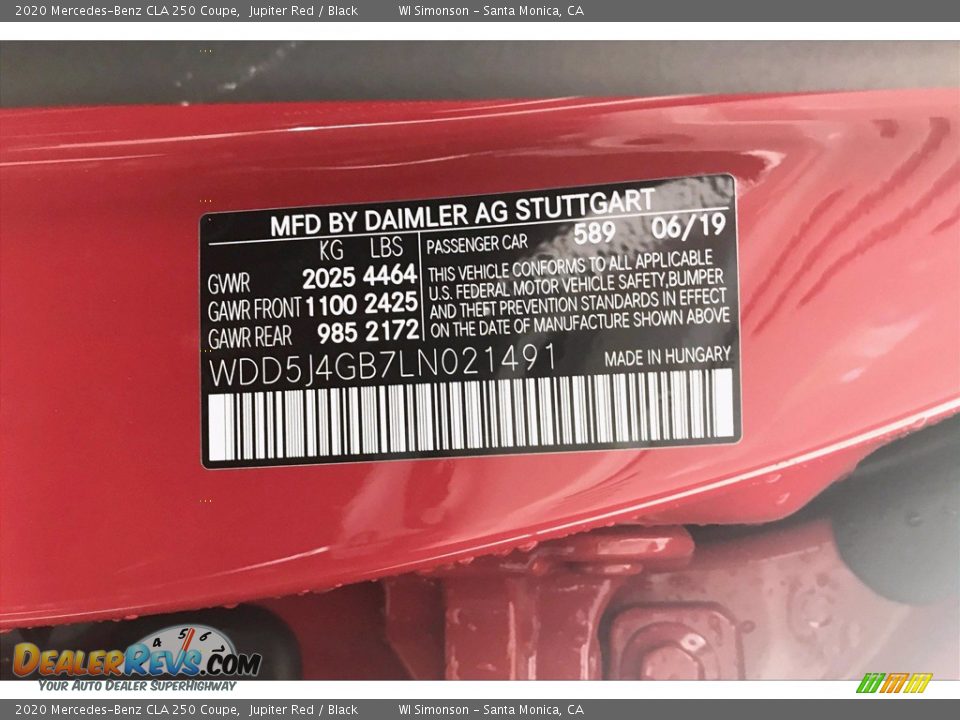 2020 Mercedes-Benz CLA 250 Coupe, Jupiter Red / Black WI Simonson - Santa Monica, CA
MFD BY DAIMLER AG STUTTGART
KG LBS PASSENGER CAR 589 06/19
GVWR 2025 4464
GAWR FRONT 1100 2425
GAWR REAR 985 2172
THIS VEHICLE CONFORMS TO ALL APPLICABLE
U.S. FEDERAL MOTOR VEHICLE SAFETY,BUMPER
AND THEFT PREVENTION STANDARDS IN EFFECT
ON THE DATE OF MANUFACTURE SHOWN ABOVE
WDD5J4GB7LN021491 MADE IN HUNGARY
4 5 6
DEALERREVS.COM
YOUR AUTO DEALER SUPERHIGHWAY
2020 Mercedes-Benz CLA 250 Coupe, Jupiter Red / Black WI Simonson - Santa Monica, CA